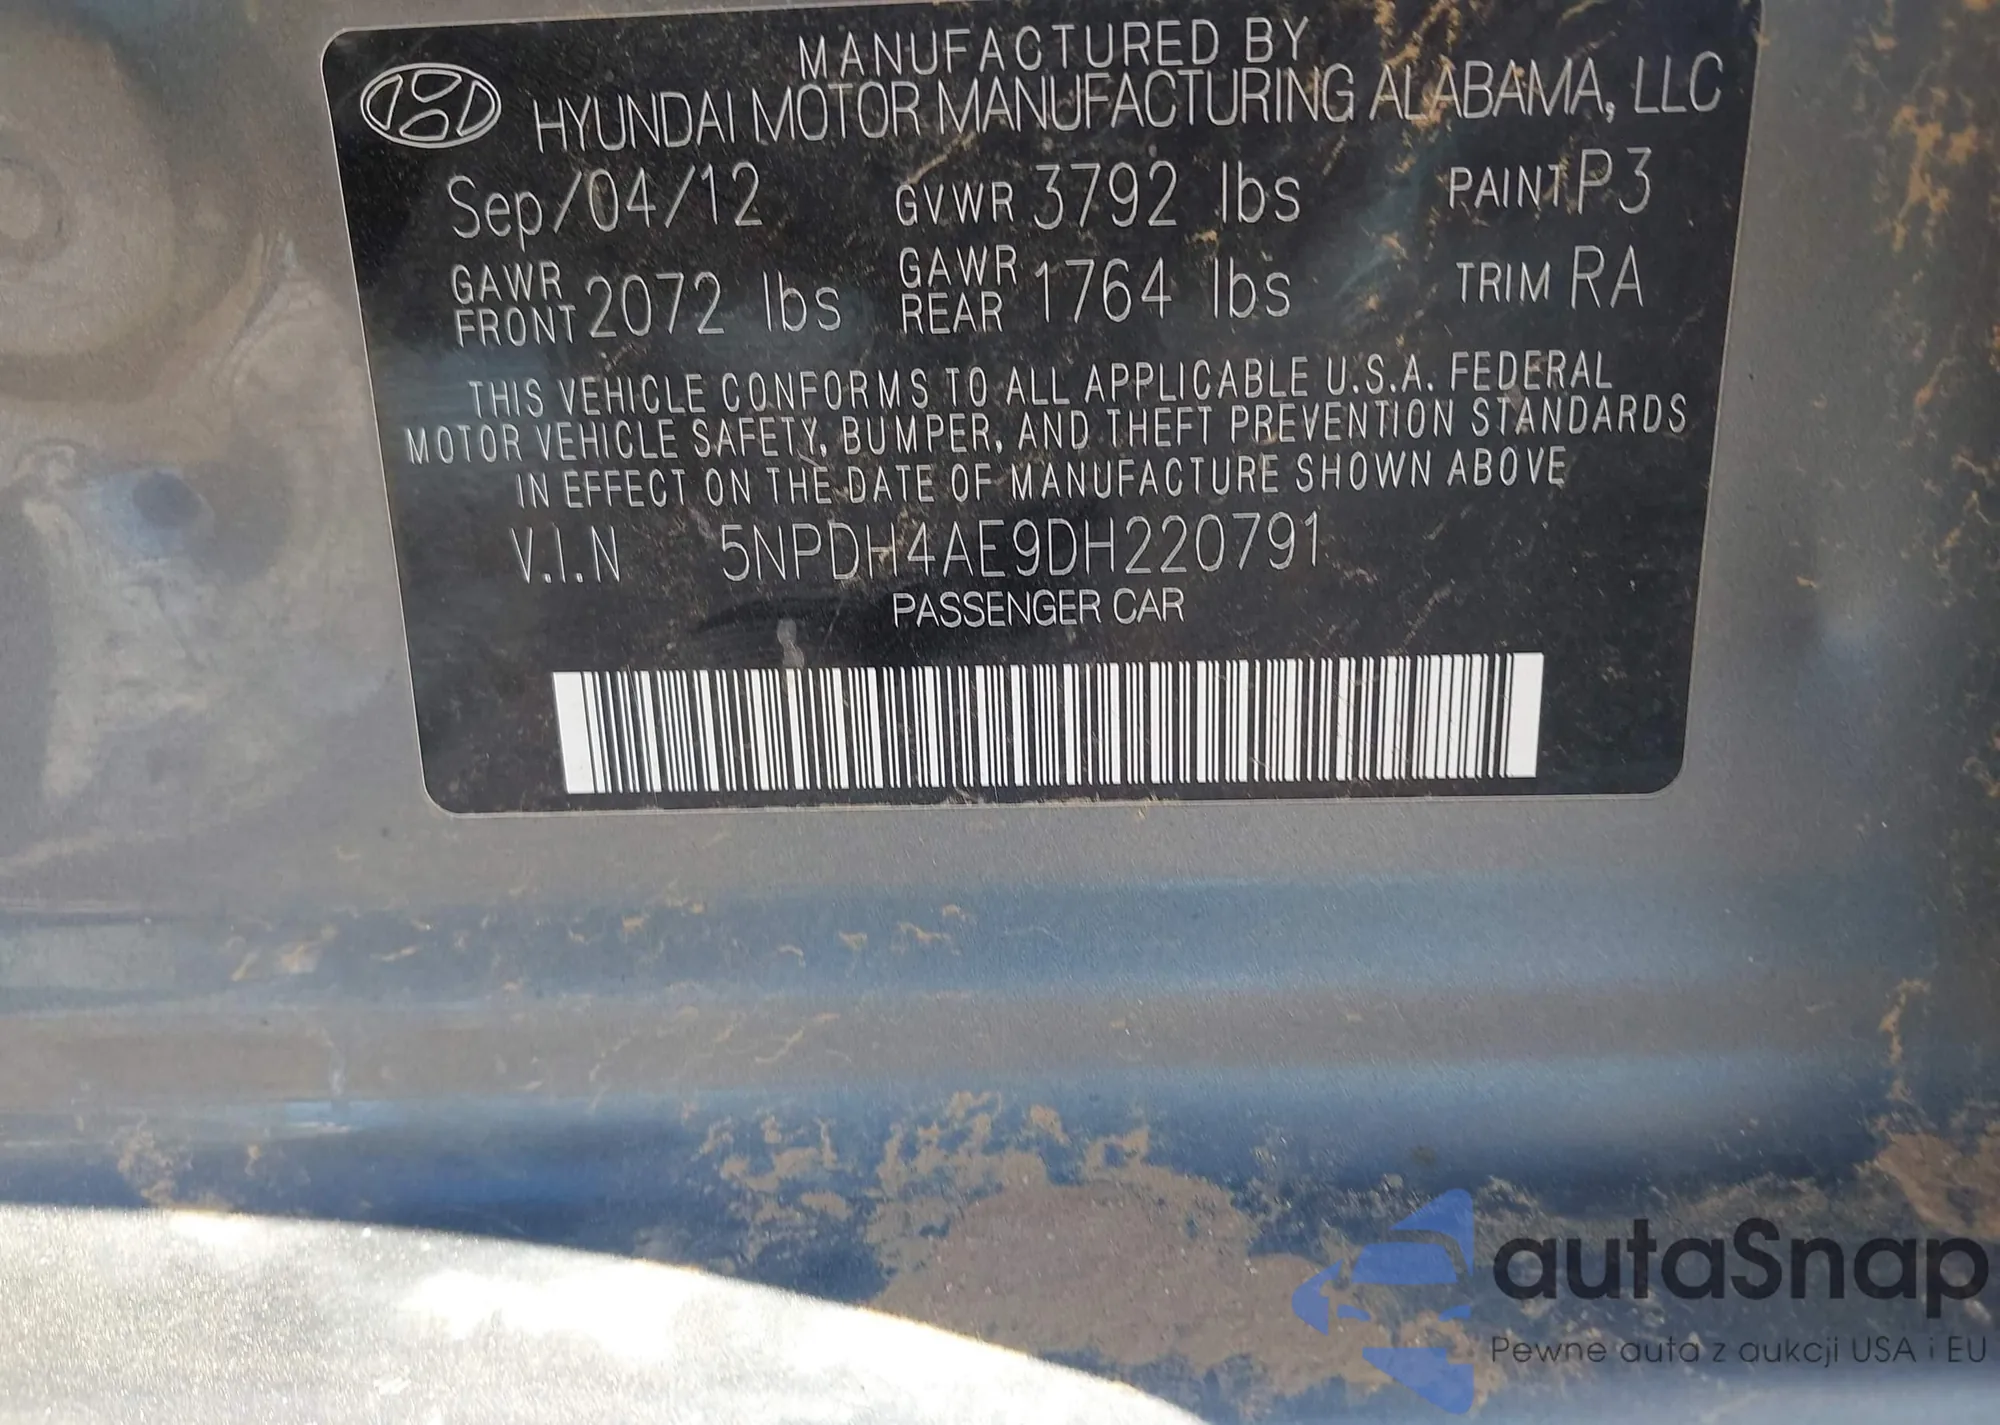 MANUFACTURED BY
HYUNDAI MOTOR MANUFACTURING ALABAMA, LLC
Sep/04/12 GVWR 3792 lbs PAINT P3
GAWR FRONT 2072 lbs GAWR REAR 1764 lbs TRIM RA
THIS VEHICLE CONFORMS TO ALL APPLICABLE U.S.A. FEDERAL
MOTOR VEHICLE SAFETY, BUMPER, AND THEFT PREVENTION STANDARDS
IN EFFECT ON THE DATE OF MANUFACTURE SHOWN ABOVE
V.I.N 5NPDH4AE9DH220791
PASSENGER CAR
autaSnap
Pewne auta z aukcji USA i EU